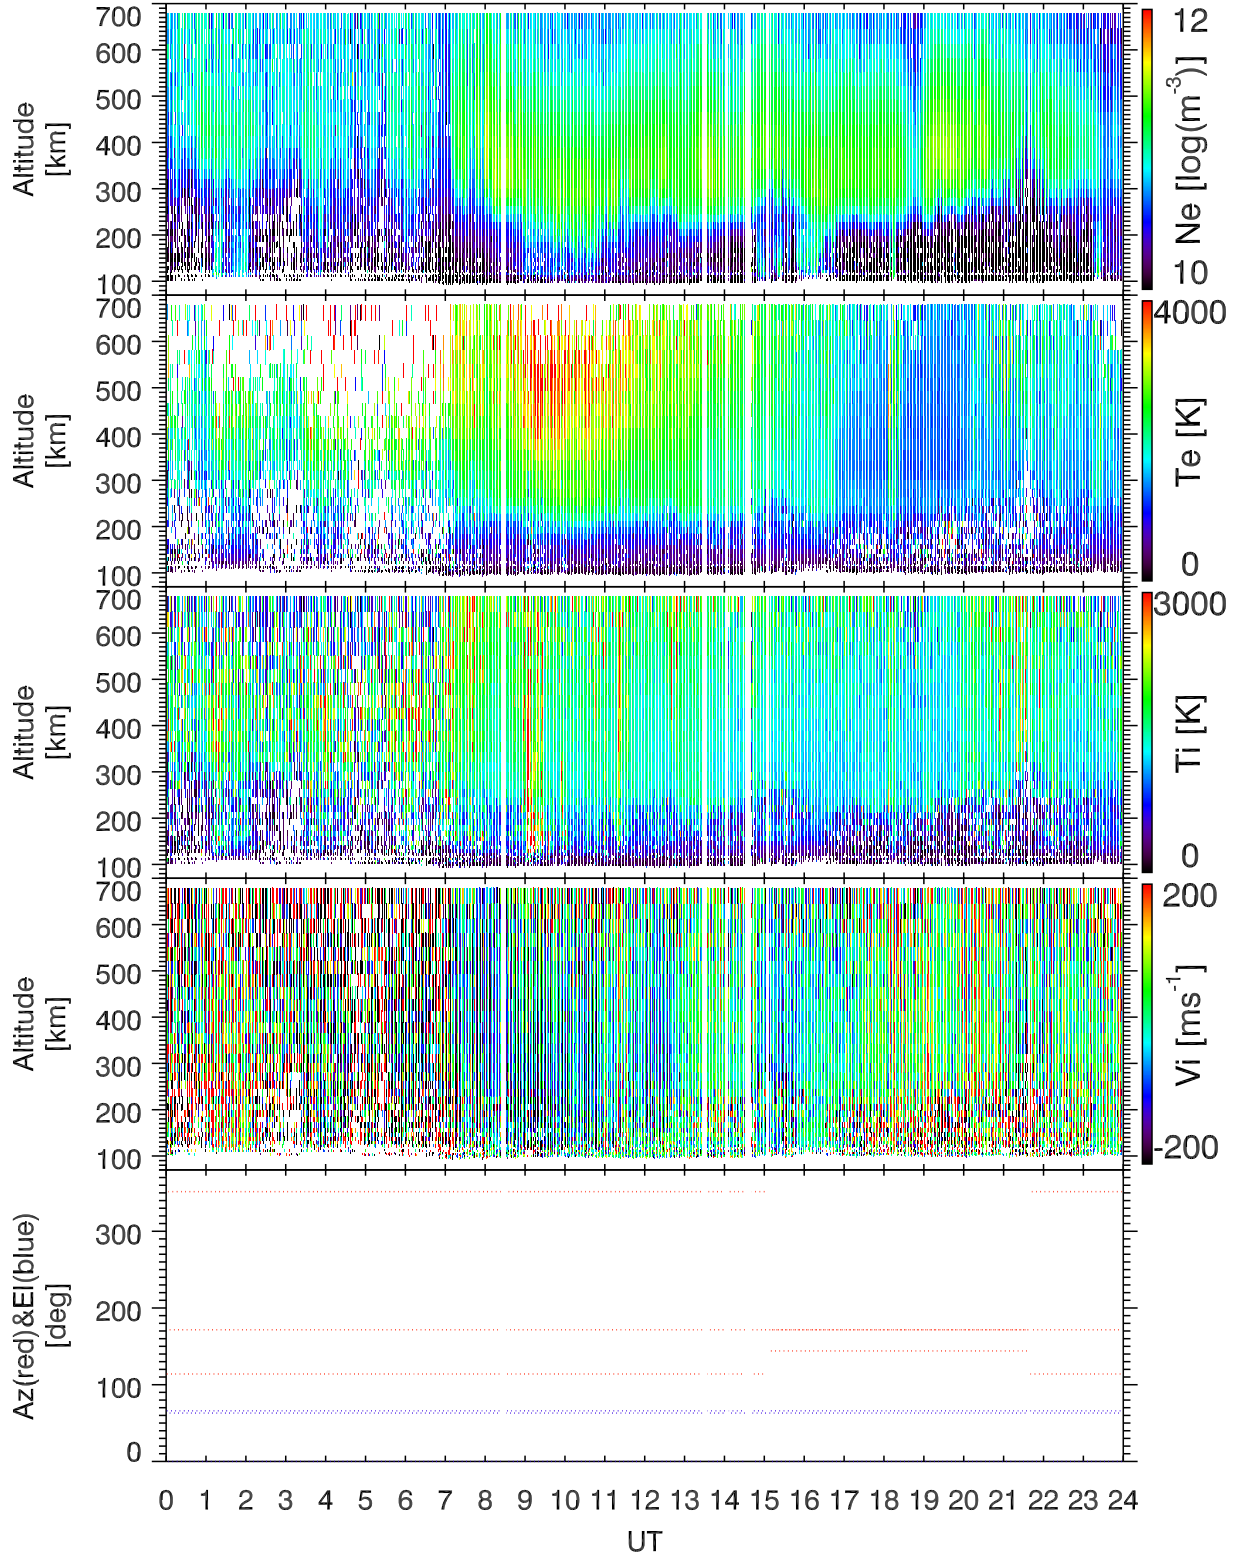 700
600
500
400
300
200
100
Altitude
[km]
12
Ne [log(m⁻³)]
10
700
600
500
400
300
200
100
Altitude
[km]
4000
Te [K]
0
700
600
500
400
300
200
100
Altitude
[km]
3000
Ti [K]
0
700
600
500
400
300
200
100
Altitude
[km]
200
Vi [ms⁻¹]
-200
300
200
100
0
Az(red)&El(blue)
[deg]
0 1 2 3 4 5 6 7 8 9 10 11 12 13 14 15 16 17 18 19 20 21 22 23 24
UT